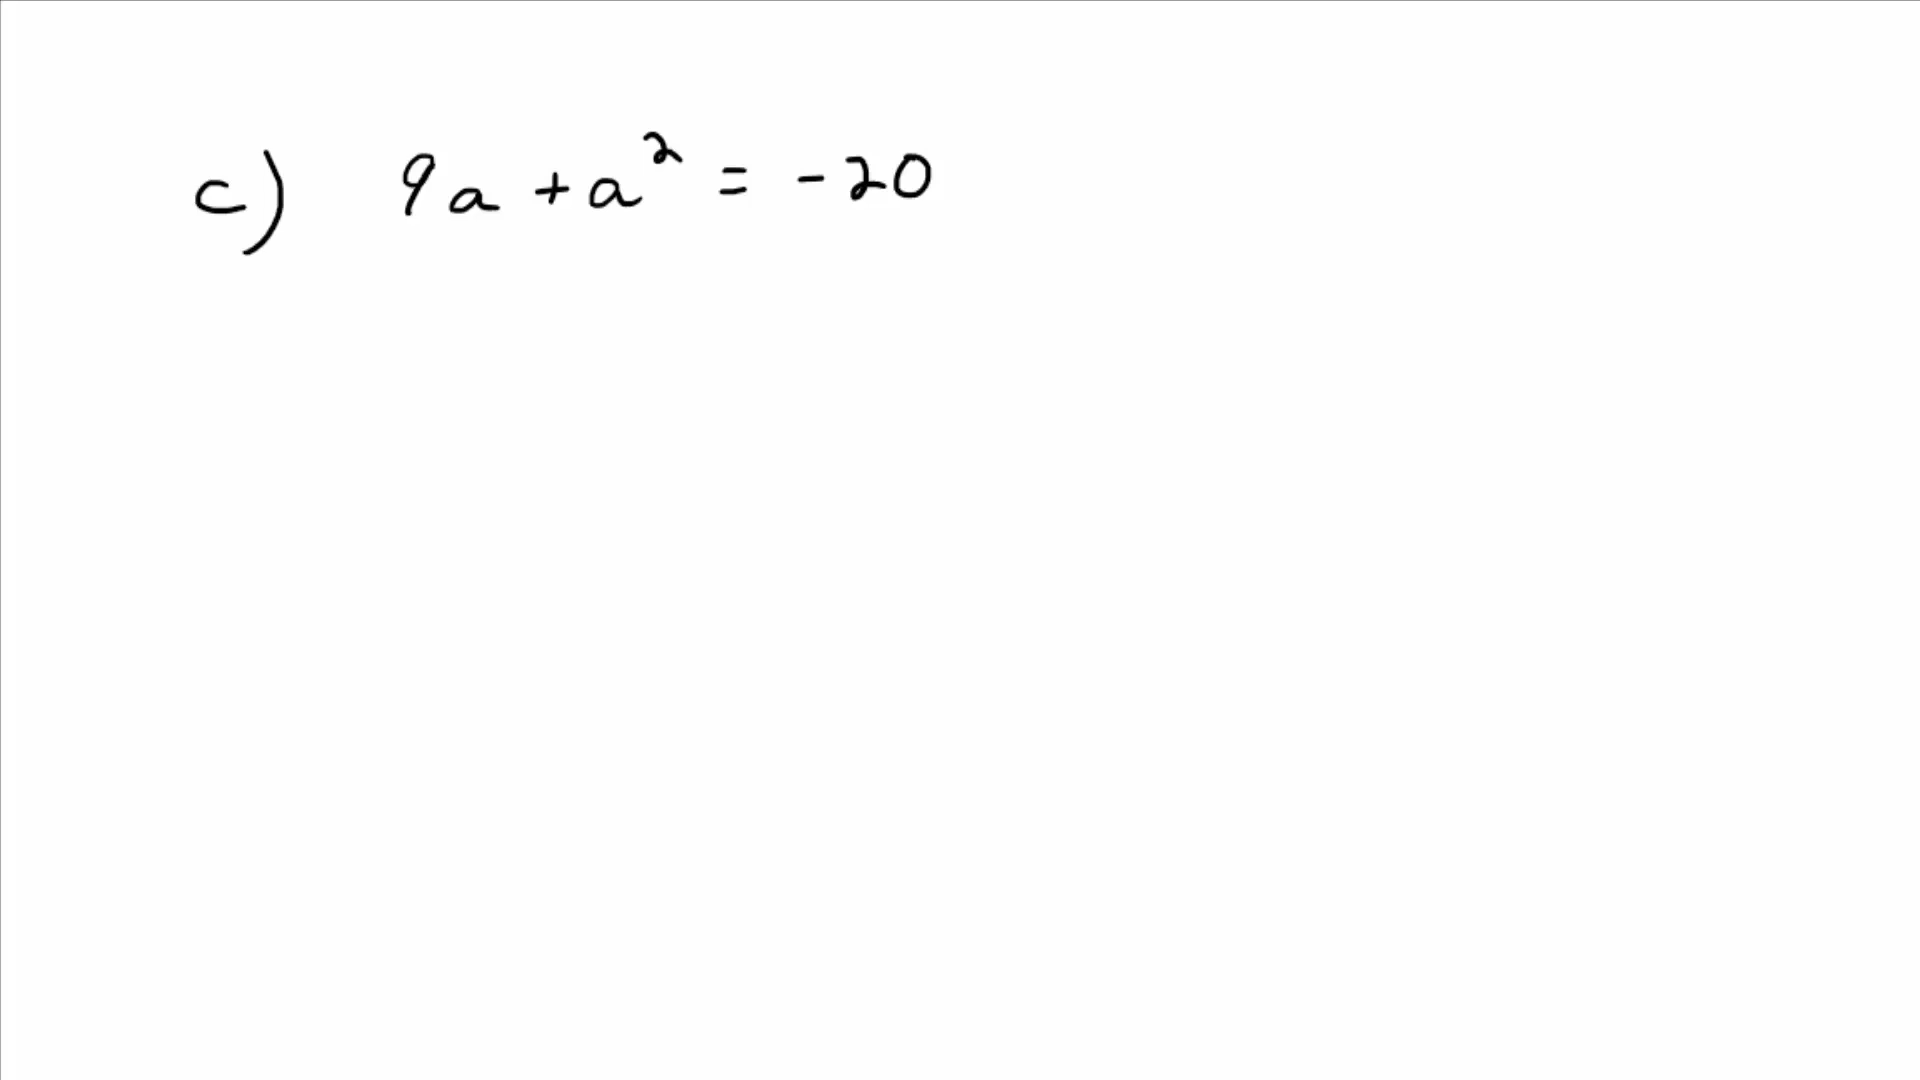 c) 9a + a² = -20